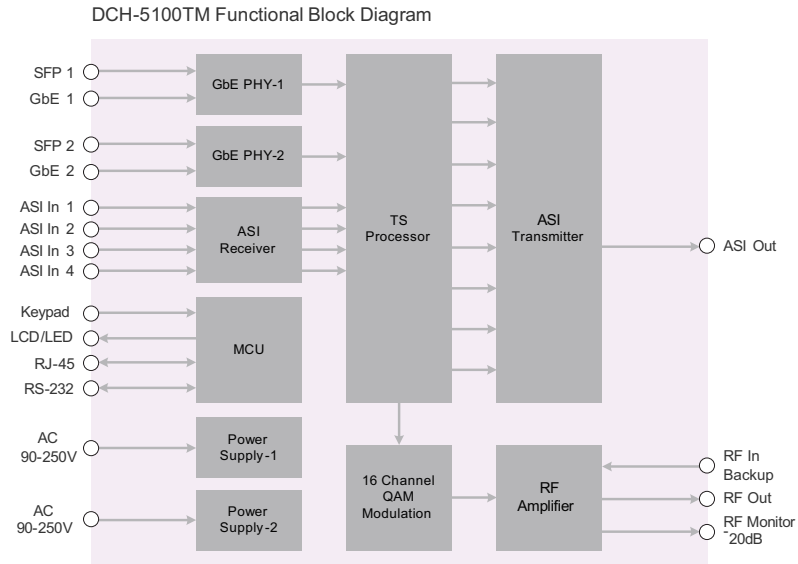 DCH-5100TM Functional Block Diagram
SFP 1
GbE 1
GbE PHY-1
SFP 2
GbE 2
GbE PHY-2
ASI In 1
ASI In 2
ASI In 3
ASI In 4
ASI
Receiver
TS
Processor
ASI
Transmitter
ASI Out
Keypad
LCD/LED
RJ-45
RS-232
MCU
AC
90-250V
Power
Supply-1
AC
90-250V
Power
Supply-2
16 Channel
QAM
Modulation
RF
Amplifier
RF In
Backup
RF Out
RF Monitor
-20dB